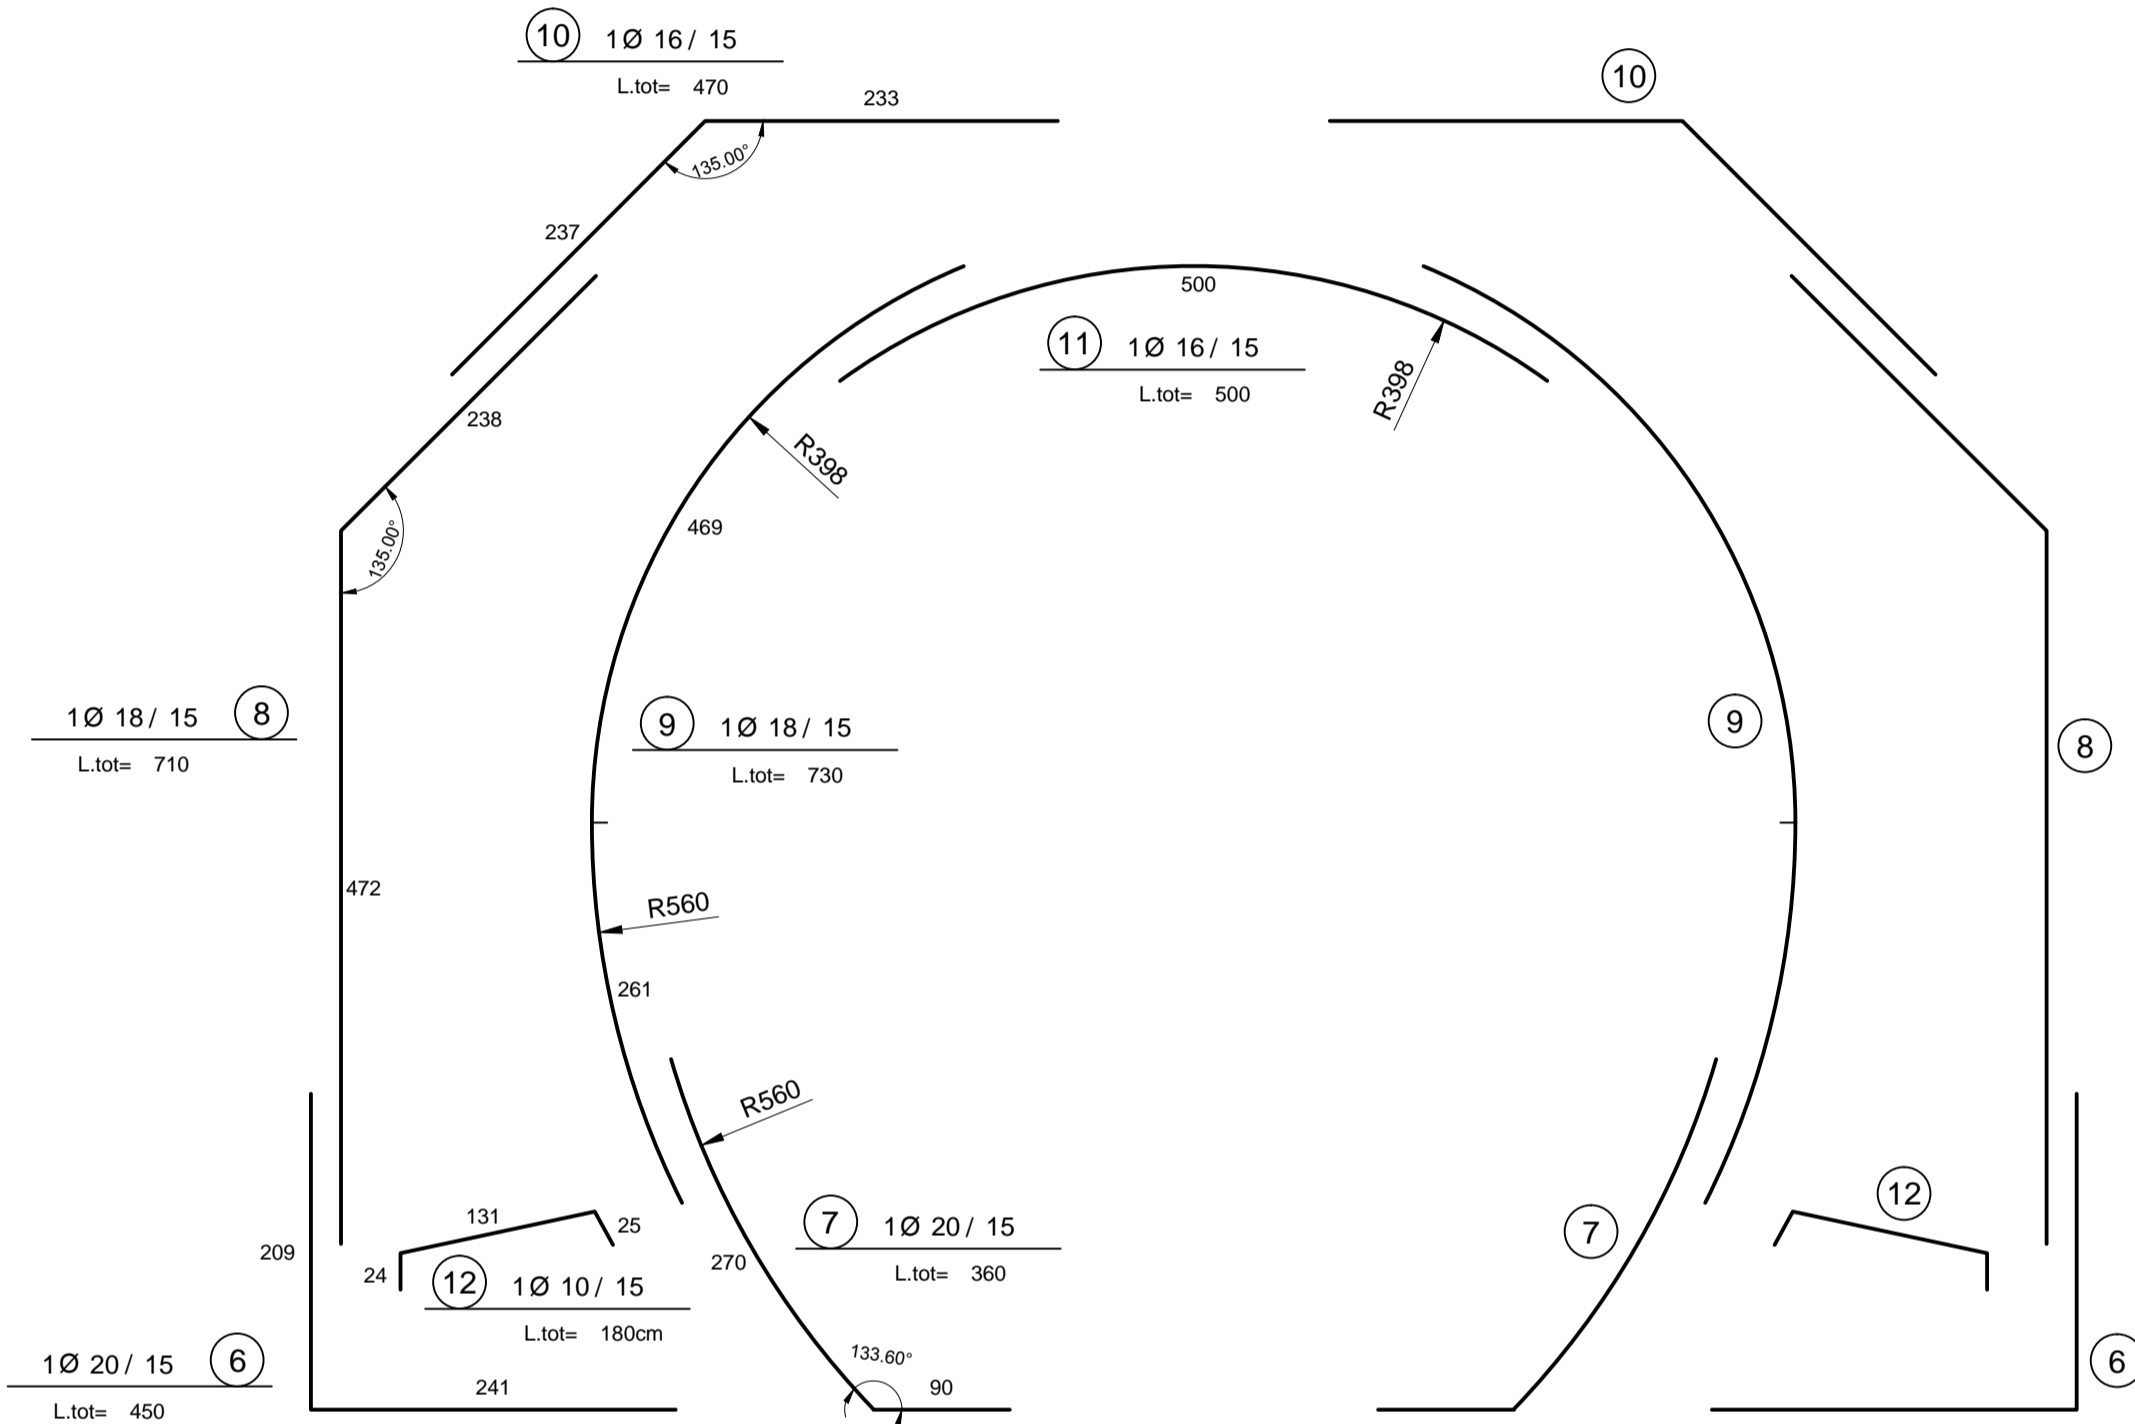 10 1Ø 16/ 15
L.tot= 470
233
10
135.00°
237
500
11 1Ø 16/ 15
L.tot= 500
R398
R398
238
469
135.00°
1Ø 18/ 15 8
L.tot= 710
9 1Ø 18/ 15
L.tot= 730
9
8
472
R560
261
R560
131
25
12
209
24
12 1Ø 10/ 15
L.tot= 180cm
270
7 1Ø 20/ 15
L.tot= 360
7
1Ø 20/ 15 6
L.tot= 450
241
133.60°
90
6